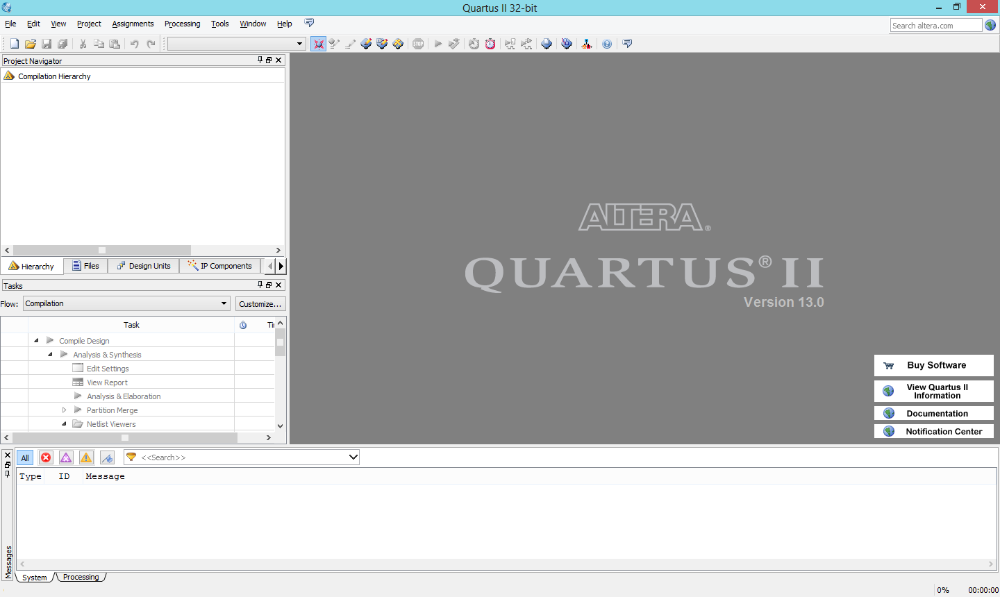 Quartus II 32-bit
File Edit View Project Assignments Processing Tools Window Help
Search altera.com
STOP
Project Navigator
Compilation Hierarchy
Hierarchy Files Design Units IP Components
Tasks
Flow: Compilation Customize...
Task
Compile Design
Analysis & Synthesis
Edit Settings
View Report
Analysis & Elaboration
Partition Merge
Netlist Viewers
ALTERA®
QUARTUS® II
Version 13.0
Buy Software
View Quartus II
Information
Documentation
Notification Center
Messages
All <<Search>>
Type ID Message
System Processing
0% 00:00:00